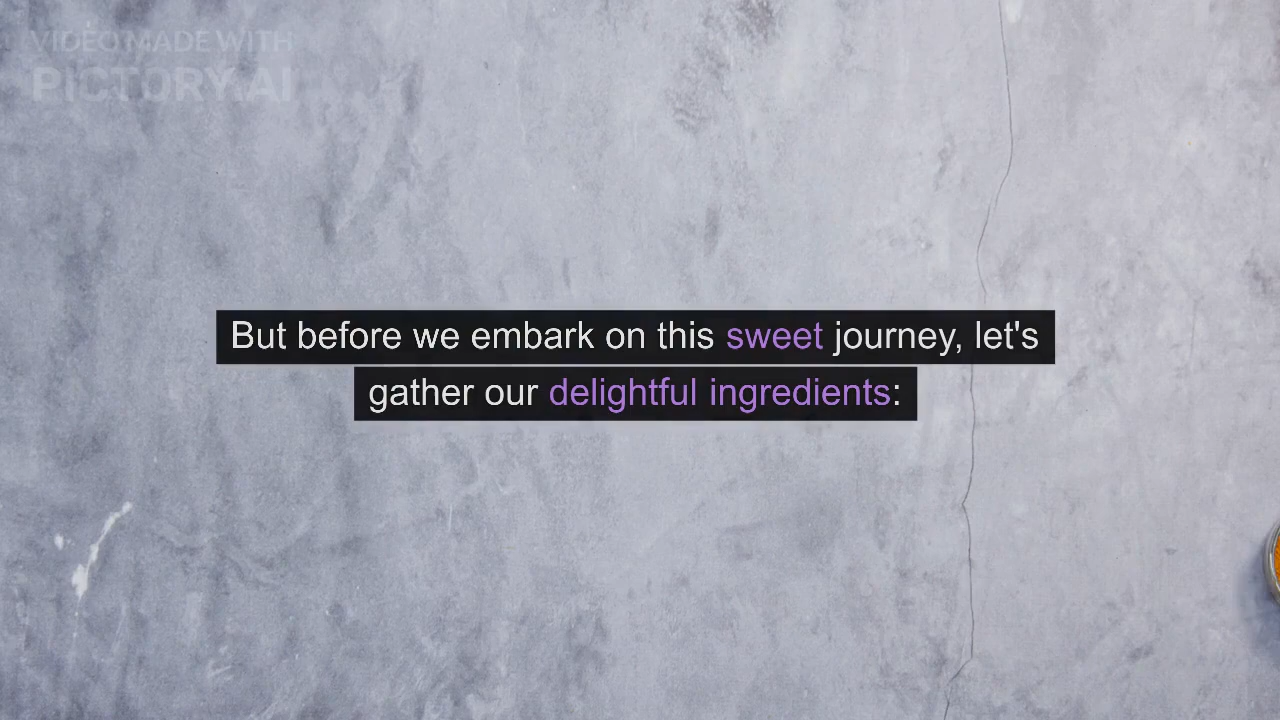 VIDEO MADE WITH
PICTORY.AI
But before we embark on this sweet journey, let's
gather our delightful ingredients: